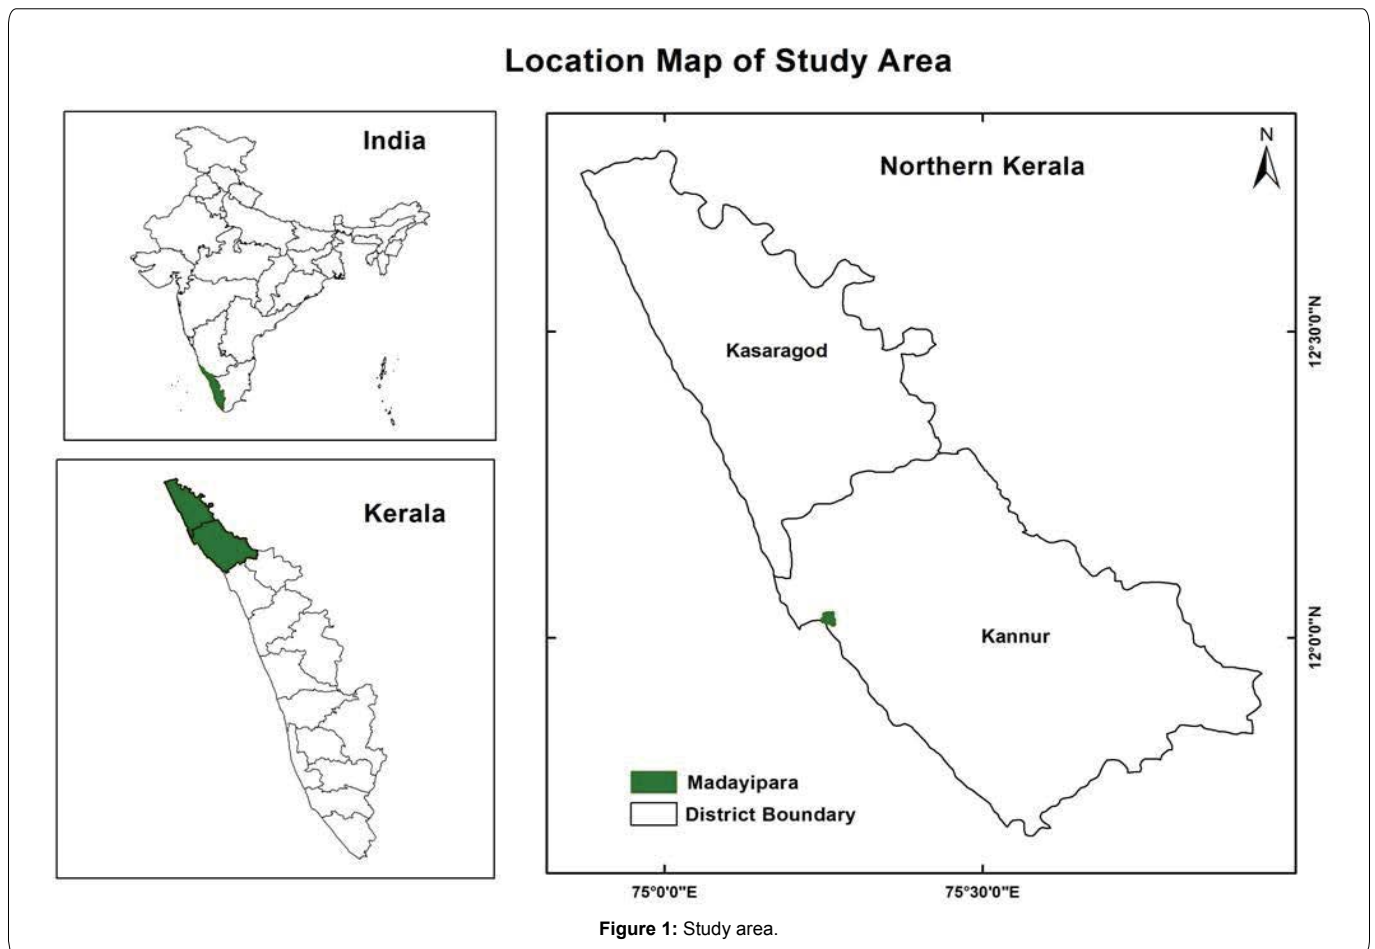 Location Map of Study Area
India
Kerala
Northern Kerala
N
Kasaragod
Kannur
12°30'0"N
12°0'0"N
Madayipara
District Boundary
75°0'0"E
75°30'0"E
Figure 1: Study area.